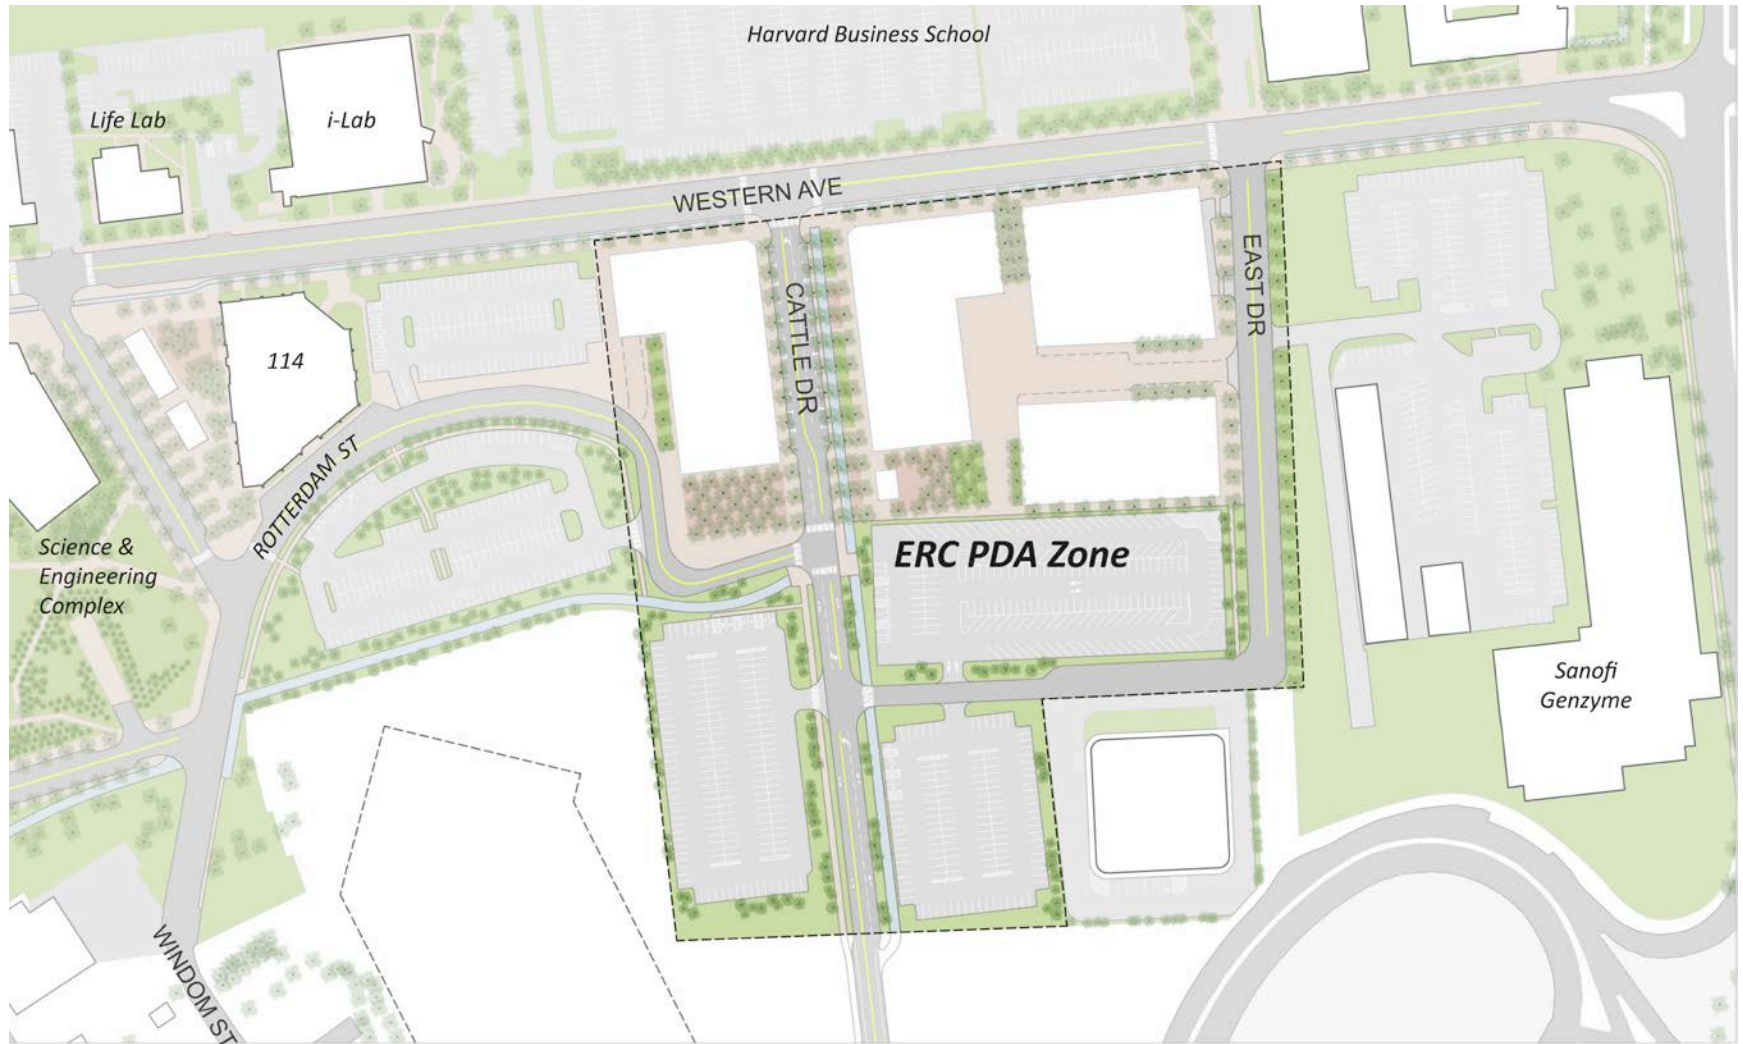 Harvard Business School
Life Lab
i-Lab
WESTERN AVE
EAST DR
CATTLE DR
114
ROTTERDAM ST
Science &
Engineering
Complex
ERC PDA Zone
Sanofi
Genzyme
WINDOM ST